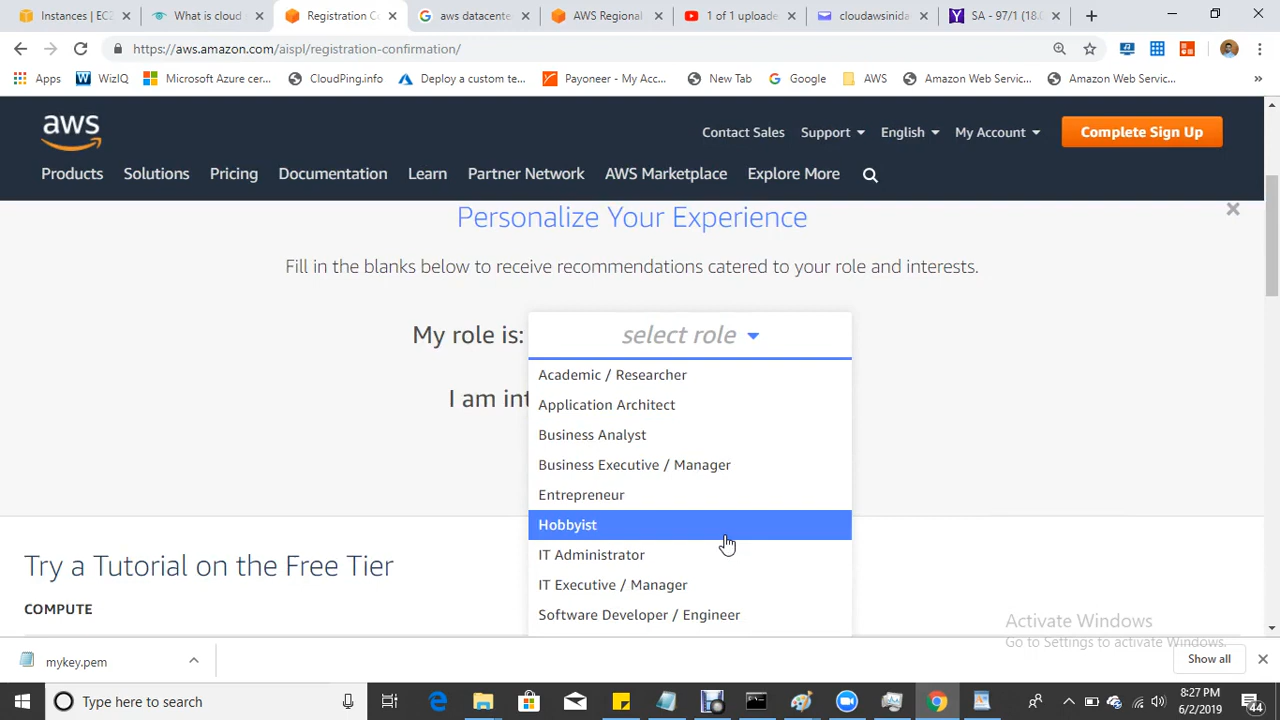 Instances | EC2
What is cloud
Registration C
aws datacent
AWS Regional
1 of 1 uploade
cloudawsinida
SA - 97/1 (18.0
https://aws.amazon.com/aispl/registration-confirmation/
Apps
WizIQ
Microsoft Azure cer...
CloudPing.info
Deploy a custom te...
Payoneer - My Acc...
New Tab
Google
AWS
Amazon Web Servic...
Amazon Web Servic...
»
aws
Contact Sales
Support
English
My Account
Complete Sign Up
Products
Solutions
Pricing
Documentation
Learn
Partner Network
AWS Marketplace
Explore More
Personalize Your Experience
Fill in the blanks below to receive recommendations catered to your role and interests.
My role is: select role
Academic / Researcher
I am int
Application Architect
Business Analyst
Business Executive / Manager
Entrepreneur
Hobbyist
IT Administrator
IT Executive / Manager
Software Developer / Engineer
Try a Tutorial on the Free Tier
COMPUTE
Activate Windows
Go to Settings to activate Windows.
mykey.pem
Show all
Type here to search
8:27 PM
6/2/2019
44